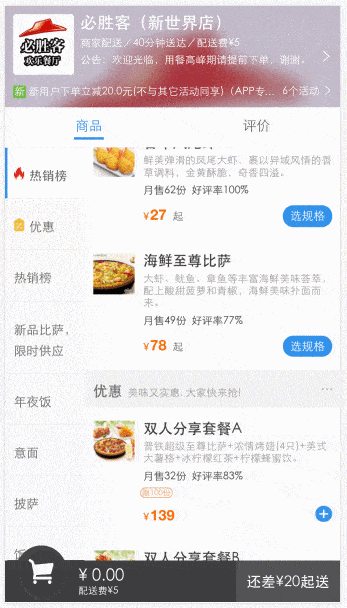 必胜客（新世界店）
商家配送／40分钟送达／配送费¥5
公告：欢迎光临，用餐高峰期请提前下单，谢谢。
必胜客
欢乐餐厅
新 新用户下单立减20.0元(不与其它活动同享)（APP专... 6个活动
商品 评价
热销榜
优惠
热销榜
新品比萨，
限时供应
年夜饭
意面
披萨
鲜美弹滑的凤尾大虾、裹以异域风情的香
草调料，金黄酥脆，奇香四溢。
月售62份 好评率100%
¥27 起 选规格
海鲜至尊比萨
大虾、鱿鱼、章鱼等丰富海鲜美味荟萃，
配上酸甜菠萝和青椒，海鲜美味扑面而
来。
月售49份 好评率77%
¥78 起 选规格
优惠 美味又实惠，大家快来抢! ...
双人分享套餐A
普铁超级至尊比萨+浓情烤翅(4只)+英式
大薯格+冰柠檬红茶+柠檬蜂蜜饮。
月售32份 好评率83%
限100份
¥139
双人分享套餐B
¥ 0.00
配送费¥5
还差¥20起送